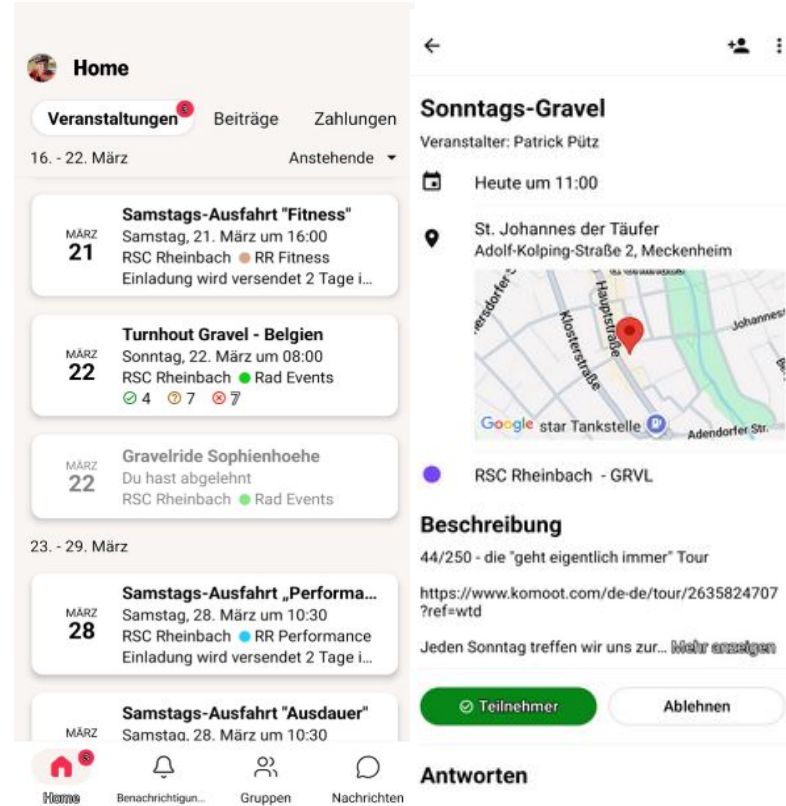 Home
Veranstaltungen
3
Beiträge
Zahlungen
16. - 22. März
Anstehende
MÄRZ
21
Samstags-Ausfahrt "Fitness"
Samstag, 21. März um 16:00
RSC Rheinbach RR Fitness
Einladung wird versendet 2 Tage i...
MÄRZ
22
Turnhout Gravel - Belgien
Sonntag, 22. März um 08:00
RSC Rheinbach Rad Events
4 7 7
MÄRZ
22
Gravelride Sophienhoehe
Du hast abgelehnt
RSC Rheinbach Rad Events
23. - 29. März
MÄRZ
28
Samstags-Ausfahrt „Performa...
Samstag, 28. März um 10:30
RSC Rheinbach RR Performance
Einladung wird versendet 2 Tage i...
MÄRZ
Samstags-Ausfahrt "Ausdauer"
Samstag, 28. März um 10:30
3
Home
Benachrichtigun...
Gruppen
Nachrichten
Sonntags-Gravel
Veranstalter: Patrick Pütz
Heute um 11:00
St. Johannes der Täufer
Adolf-Kolping-Straße 2, Meckenheim
Hauptstraße
Klosterstraße
Johannes
Google
star Tankstelle
Adendorfer Str.
RSC Rheinbach - GRVL
Beschreibung
44/250 - die "geht eigentlich immer" Tour
https://www.komoot.com/de-de/tour/2635824707
?ref=wtd
Jeden Sonntag treffen wir uns zur... Mehr anzeigen
Teilnehmer
Ablehnen
Antworten